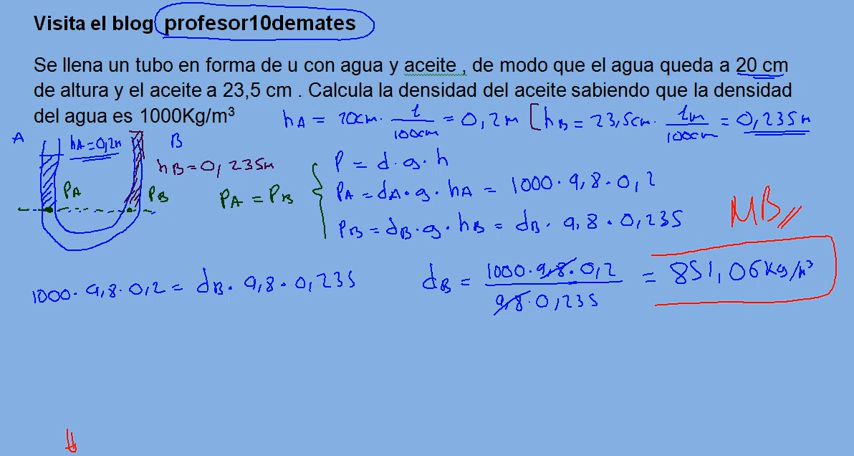 Visita el blog profesor10demates
Se llena un tubo en forma de u con agua y aceite , de modo que el agua queda a 20 cm
de altura y el aceite a 23,5 cm . Calcula la densidad del aceite sabiendo que la densidad
del agua es 1000Kg/m³
hA = 20cm · 1/100cm = 0,2m [ hB = 23,5cm · 1m/100cm = 0,235m
A hA=0,2m B
hB=0,235m
PA PB
PA = PB { P = d·g·h
PA = dA·g·hA = 1000·9,8·0,2
PB = dB·g·hB = dB·9,8·0,235
MB
1000·9,8·0,2 = dB·9,8·0,235
dB = 1000·9,8·0,2 / 9,8·0,235 = 851,06Kg/m³